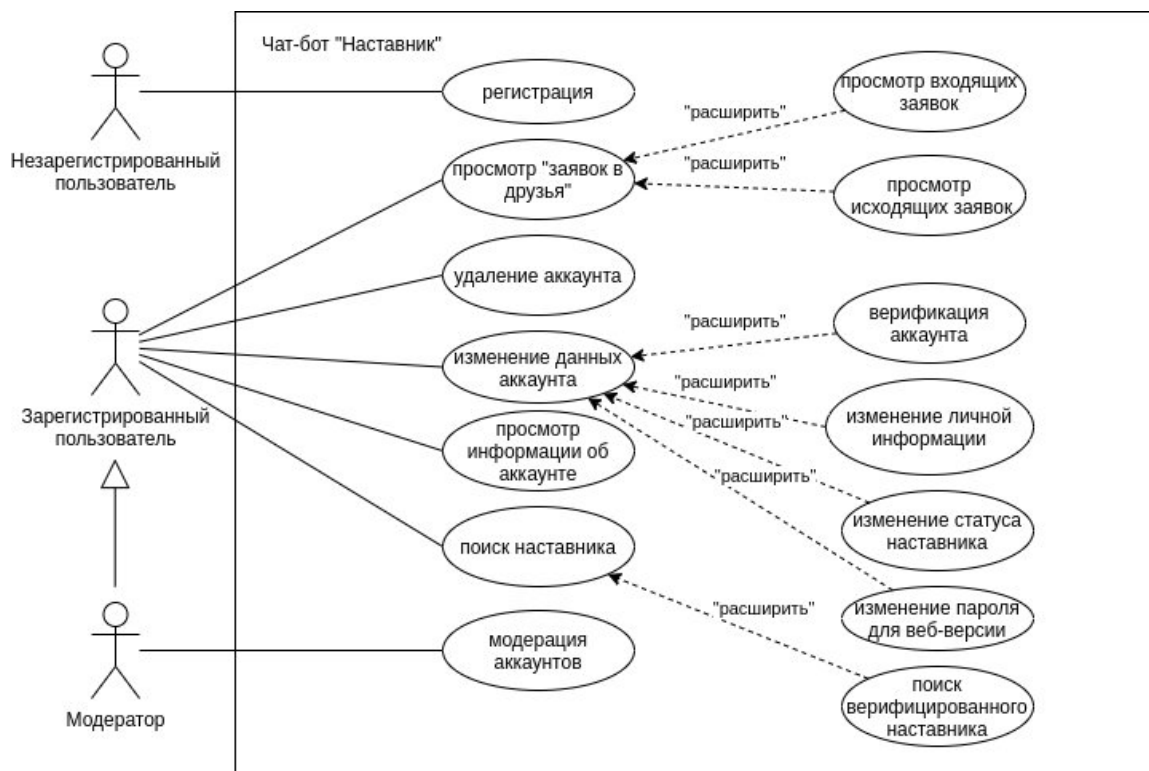 Чат-бот "Наставник"
регистрация
просмотр входящих
заявок
"расширить"
Незарегистрированный
пользователь
просмотр "заявок в
друзья"
"расширить"
просмотр
исходящих заявок
удаление аккаунта
"расширить"
верификация
аккаунта
изменение данных
аккаунта
"расширить"
Зарегистрированный
пользователь
"расширить"
изменение личной
информации
просмотр
информации об
аккаунте
"расширить"
изменение статуса
наставника
поиск наставника
"расширить"
изменение пароля
для веб-версии
модерация
аккаунтов
Модератор
поиск
верифицированного
наставника